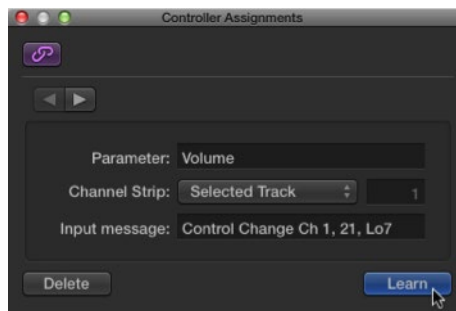 Controller Assignments
Parameter: Volume
Channel Strip: Selected Track 1
Input message: Control Change Ch 1, 21, Lo7
Delete Learn